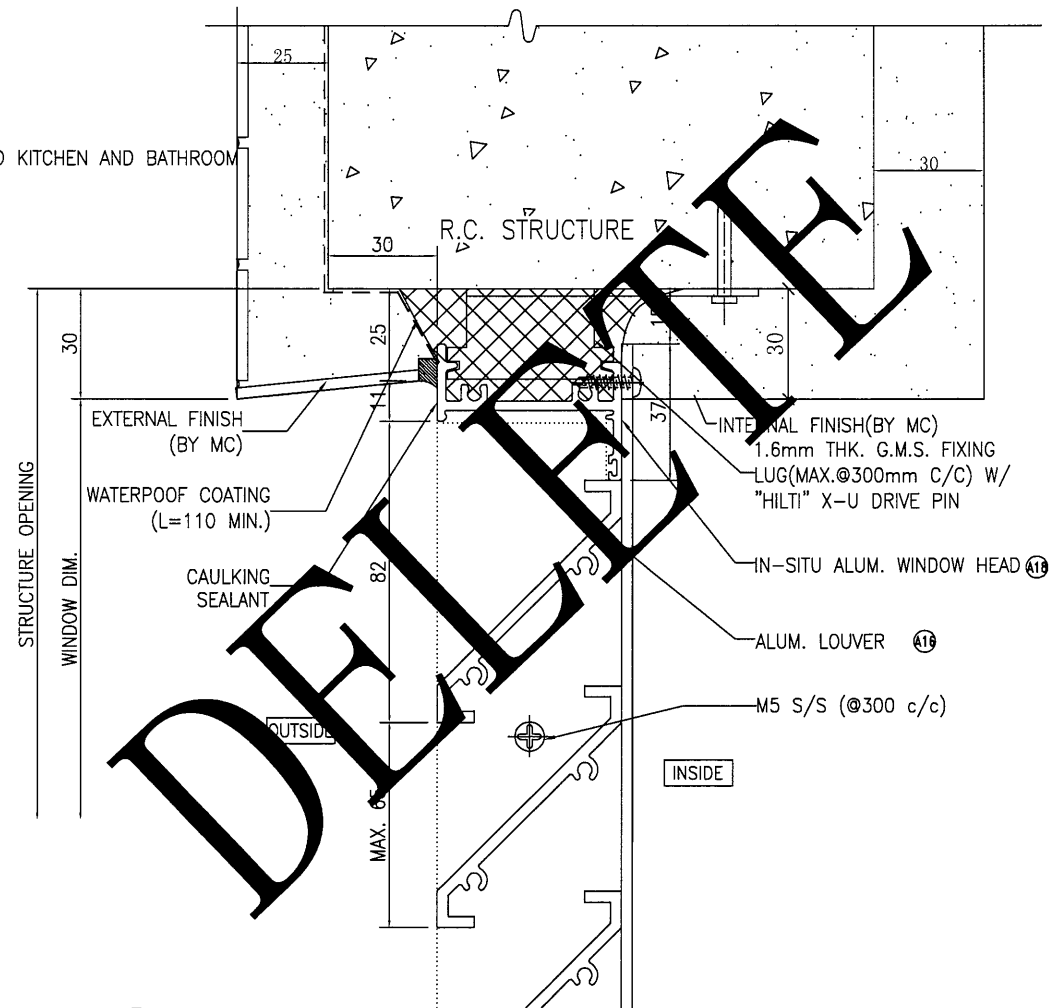 25
O KITCHEN AND BATHROOM
30
R.C. STRUCTURE
30
30
25
30
EXTERNAL FINISH
(BY MC)
37
INTERNAL FINISH(BY MC)
1.6mm THK. G.M.S. FIXING
LUG(MAX.@300mm C/C) W/
"HILTI" X-U DRIVE PIN
WATERPOOF COATING
(L=110 MIN.)
STRUCTURE OPENING
WINDOW DIM.
82
CAULKING
SEALANT
IN-SITU ALUM. WINDOW HEAD A18
ALUM. LOUVER A16
M5 S/S (@300 c/c)
OUTSIDE
INSIDE
MAX.
DELETE